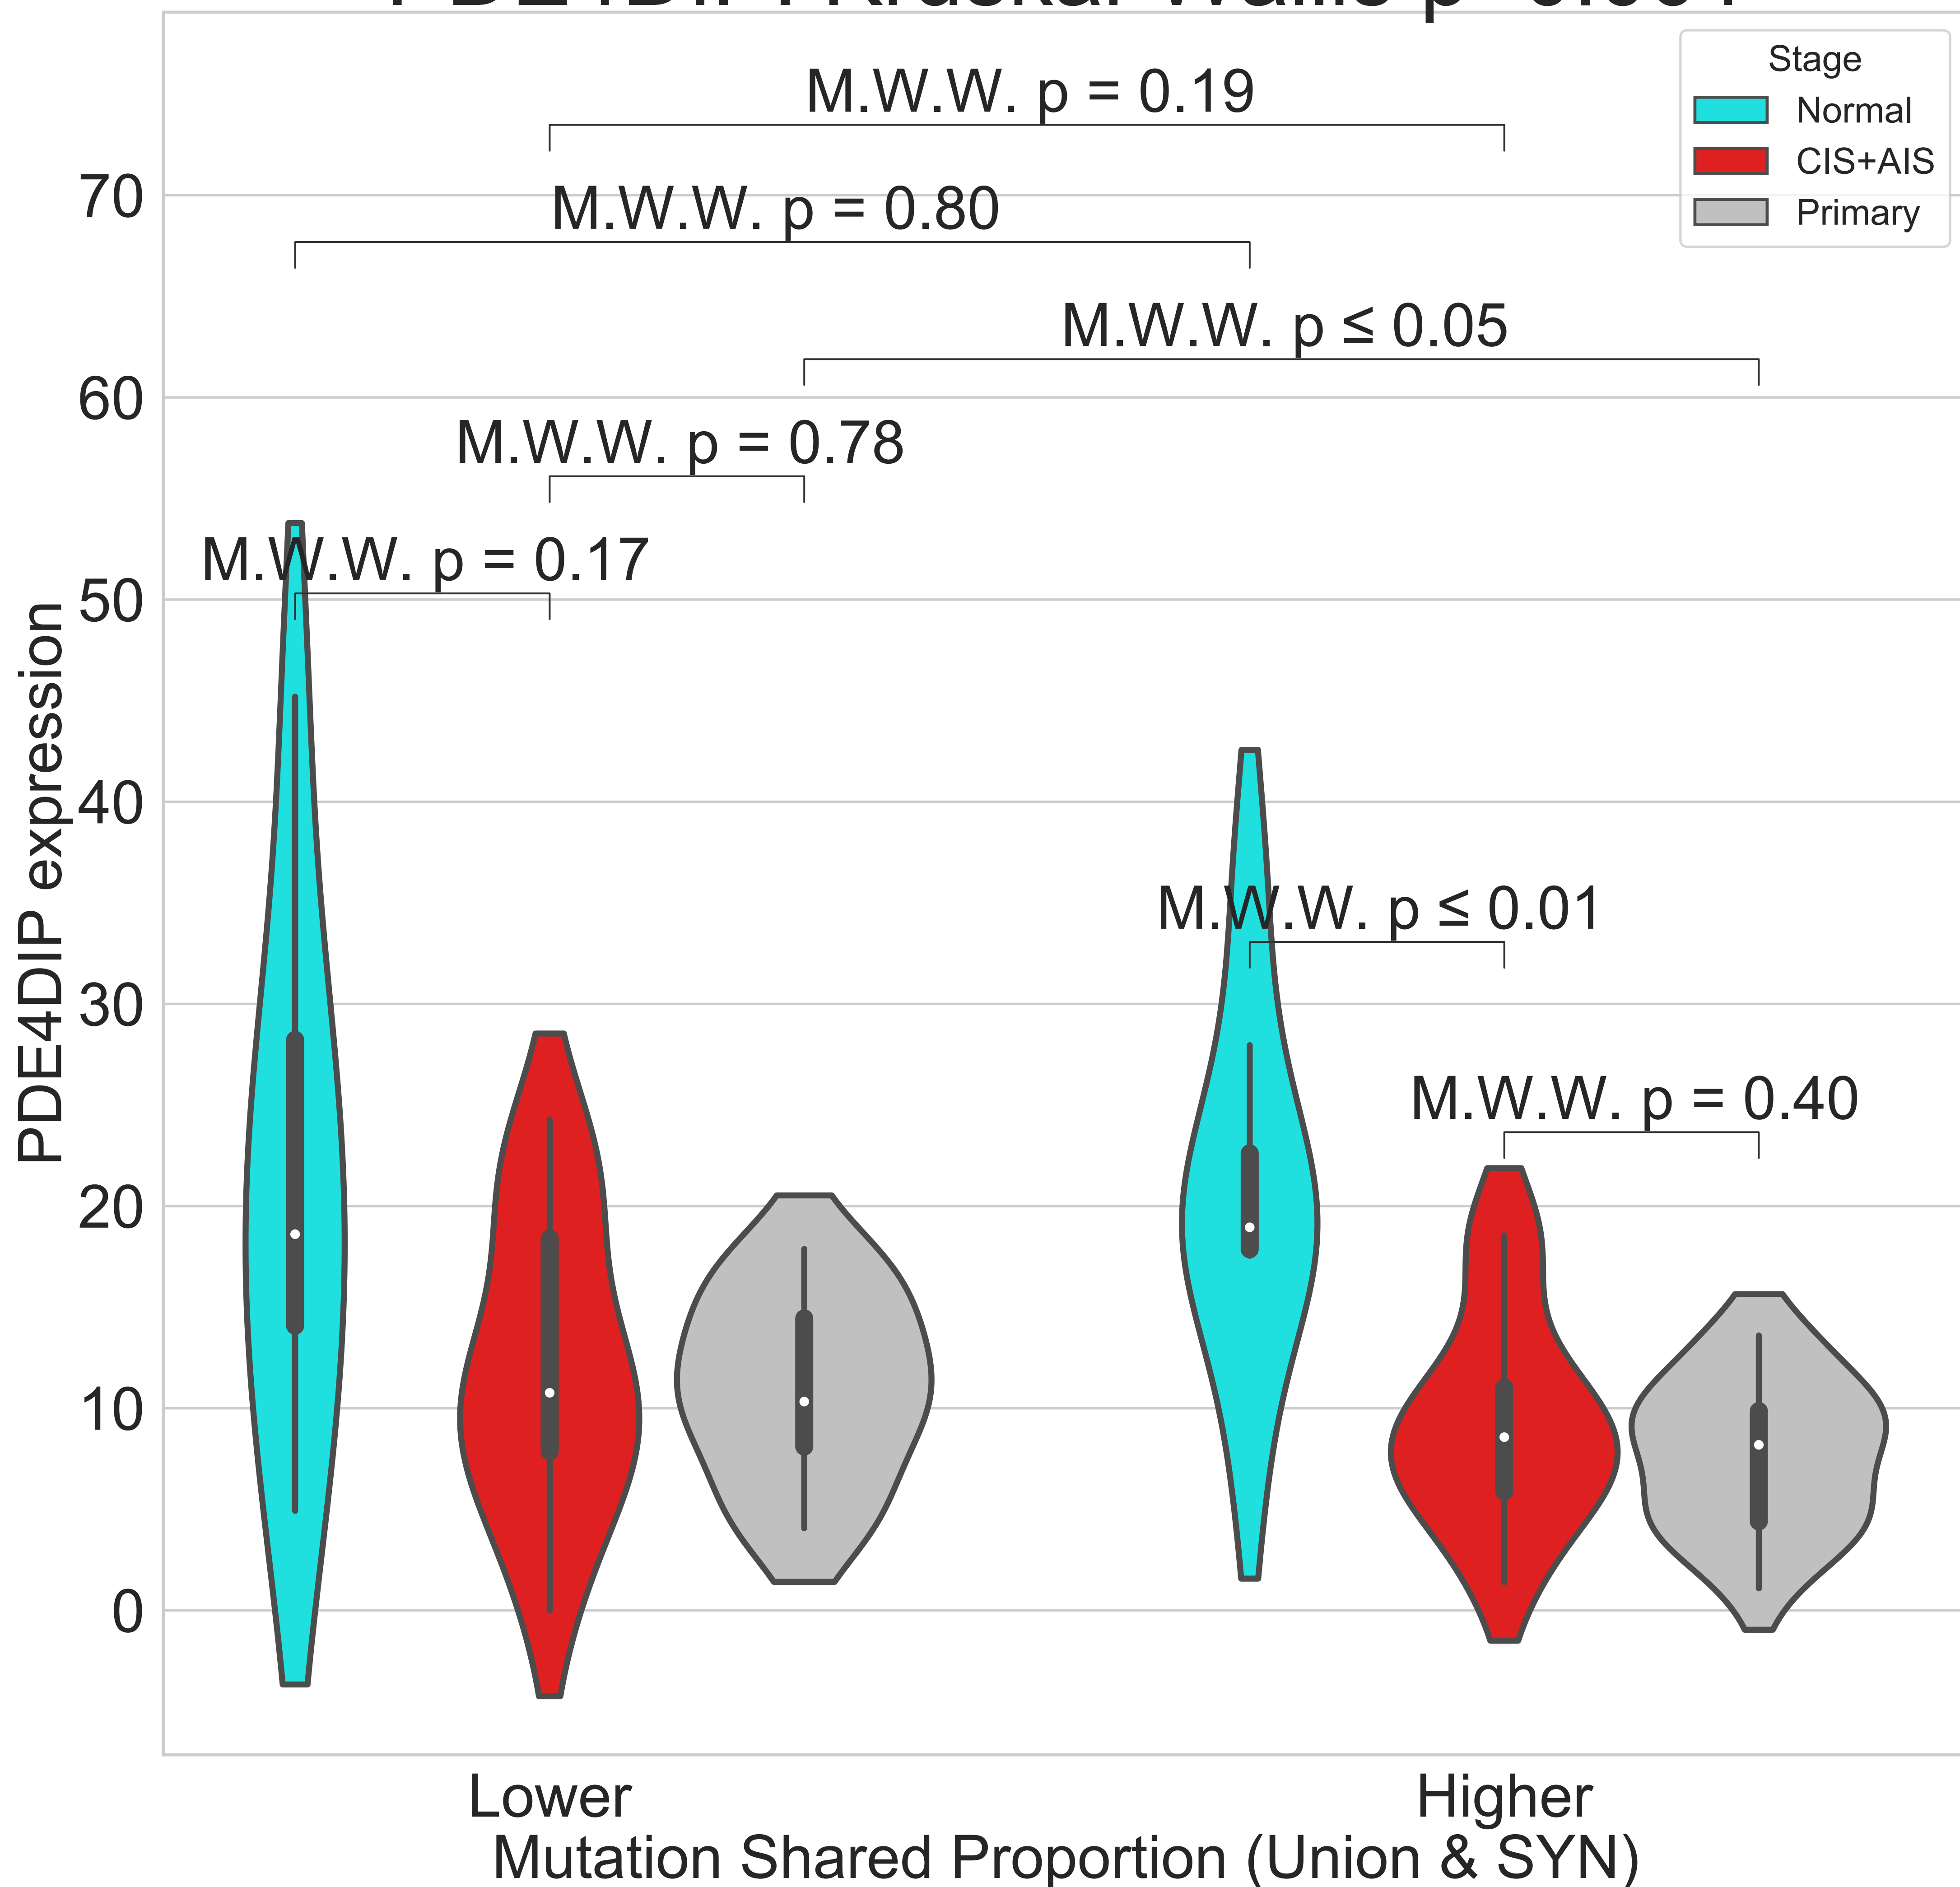 Stage
Normal
CIS+AIS
Primary
M.W.W. p = 0.19
M.W.W. p = 0.80
M.W.W. p ≤ 0.05
M.W.W. p = 0.78
M.W.W. p = 0.17
M.W.W. p ≤ 0.01
M.W.W. p = 0.40
70
60
50
40
30
20
10
0
PDE4DIP expression
Lower
Higher
Mutation Shared Proportion (Union & SYN)